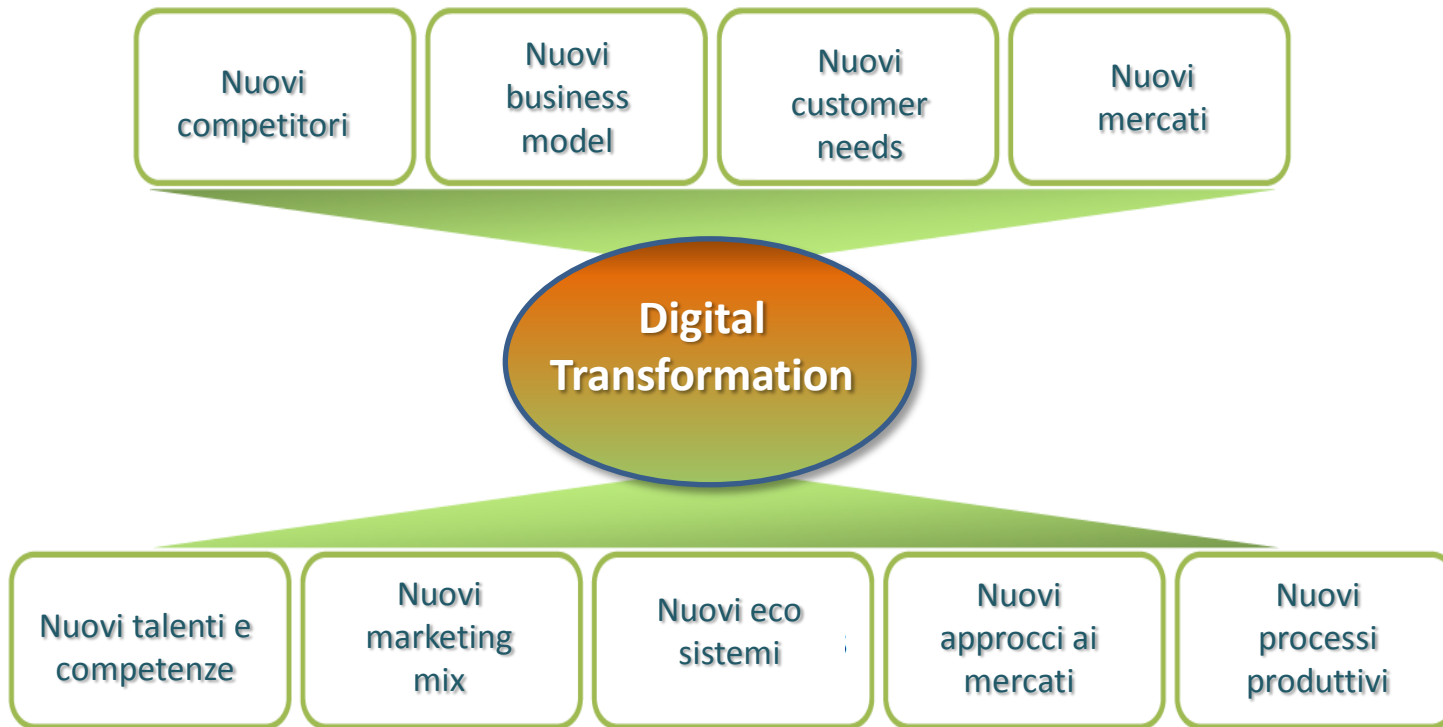 Nuovi
competitori
Nuovi
business
model
Nuovi
customer
needs
Nuovi
mercati
Digital
Transformation
Nuovi talenti e
competenze
Nuovi
marketing
mix
Nuovi eco
sistemi
Nuovi
approcci ai
mercati
Nuovi
processi
produttivi